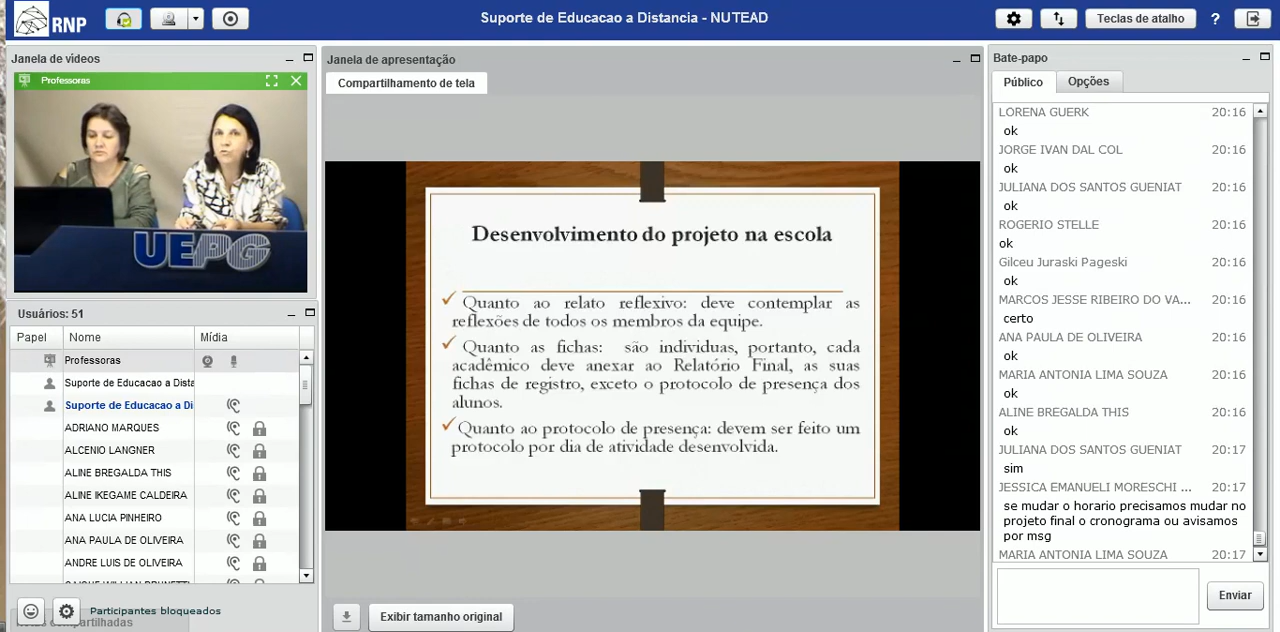 RNP
Suporte de Educacao a Distancia - NUTEAD
Teclas de atalho
?
Janela de vídeos
Professoras
UEPG
Usuários: 51
Papel Nome Mídia
Professoras
Suporte de Educacao a Dista
Suporte de Educacao a Di
ADRIANO MARQUES
ALCENIO LANGNER
ALINE BREGALDA THIS
ALINE IKEGAME CALDEIRA
ANA LUCIA PINHEIRO
ANA PAULA DE OLIVEIRA
ANDRE LUIS DE OLIVEIRA
Participantes bloqueados
Notas compartilhadas
Janela de apresentação
Compartilhamento de tela
Desenvolvimento do projeto na escola
✓ Quanto ao relato reflexivo: deve contemplar as
reflexões de todos os membros da equipe.
✓ Quanto as fichas: são individuas, portanto, cada
acadêmico deve anexar ao Relatório Final, as suas
fichas de registro, exceto o protocolo de presença dos
alunos.
✓ Quanto ao protocolo de presença: devem ser feito um
protocolo por dia de atividade desenvolvida.
Exibir tamanho original
Bate-papo
Público Opções
LORENA GUERK 20:16
ok
JORGE IVAN DAL COL 20:16
ok
JULIANA DOS SANTOS GUENIAT 20:16
ok
ROGERIO STELLE 20:16
ok
Gilceu Juraski Pageski 20:16
ok
MARCOS JESSE RIBEIRO DO VA... 20:16
certo
ANA PAULA DE OLIVEIRA 20:16
ok
MARIA ANTONIA LIMA SOUZA 20:16
ok
ALINE BREGALDA THIS 20:16
ok
JULIANA DOS SANTOS GUENIAT 20:17
sim
JESSICA EMANUELI MORESCHI ... 20:17
se mudar o horario precisamos mudar no
projeto final o cronograma ou avisamos
por msg
MARIA ANTONIA LIMA SOUZA 20:17
Enviar